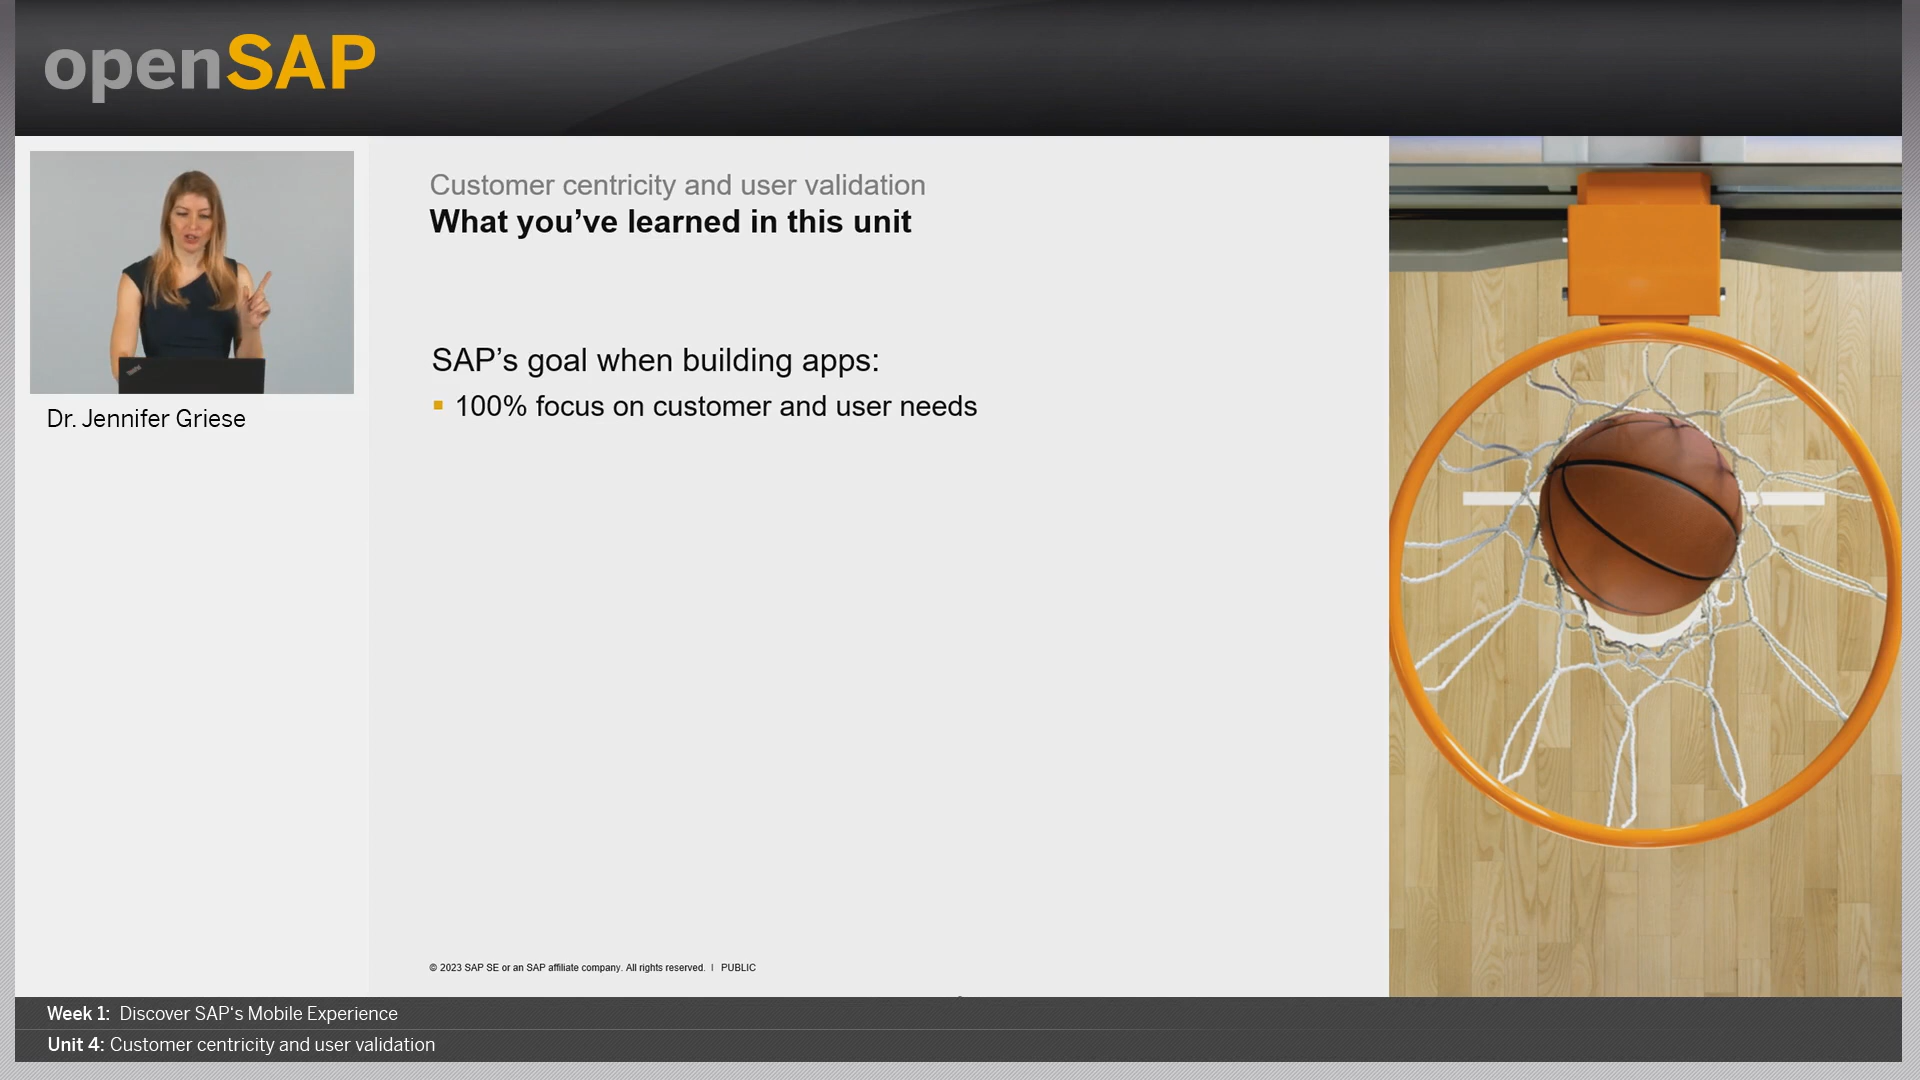 openSAP
Customer centricity and user validation
What you’ve learned in this unit
SAP’s goal when building apps:
100% focus on customer and user needs
Dr. Jennifer Griese
© 2023 SAP SE or an SAP affiliate company. All rights reserved. I PUBLIC
Week 1: Discover SAP‘s Mobile Experience
Unit 4: Customer centricity and user validation